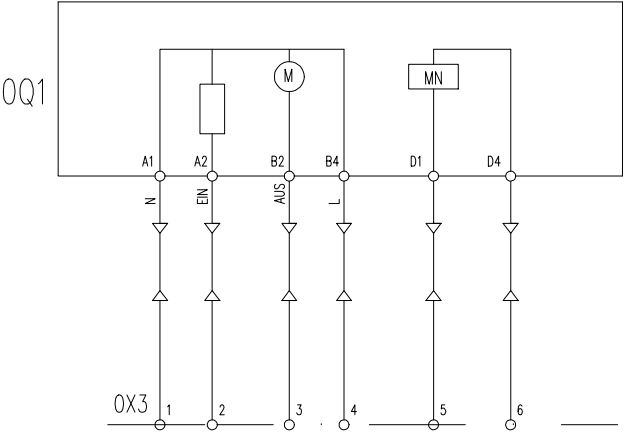 M
MN
0Q1
A1 A2 B2 B4 D1 D4
N EIN AUS L
0X3 1 2 3 4 5 6